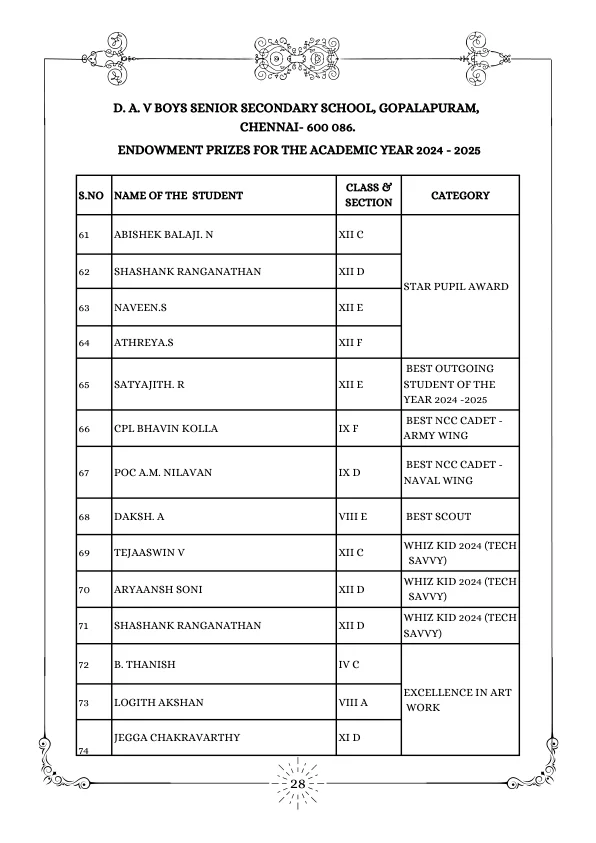 D. A. V BOYS SENIOR SECONDARY SCHOOL, GOPALAPURAM,
CHENNAI- 600 086.
ENDOWMENT PRIZES FOR THE ACADEMIC YEAR 2024 - 2025
S.NO NAME OF THE STUDENT CLASS & SECTION CATEGORY
61 ABISHEK BALAJI. N XII C
62 SHASHANK RANGANATHAN XII D
STAR PUPIL AWARD
63 NAVEEN.S XII E
64 ATHREYA.S XII F
65 SATYAJITH. R XII E BEST OUTGOING
STUDENT OF THE
YEAR 2024 -2025
66 CPL BHAVIN KOLLA IX F BEST NCC CADET -
ARMY WING
67 POC A.M. NILAVAN IX D BEST NCC CADET -
NAVAL WING
68 DAKSH. A VIII E BEST SCOUT
69 TEJAASWIN V XII C WHIZ KID 2024 (TECH
SAVVY)
70 ARYAANSH SONI XII D WHIZ KID 2024 (TECH
SAVVY)
71 SHASHANK RANGANATHAN XII D WHIZ KID 2024 (TECH
SAVVY)
72 B. THANISH IV C
73 LOGITH AKSHAN VIII A EXCELLENCE IN ART
WORK
74 JEGGA CHAKRAVARTHY XI D
28